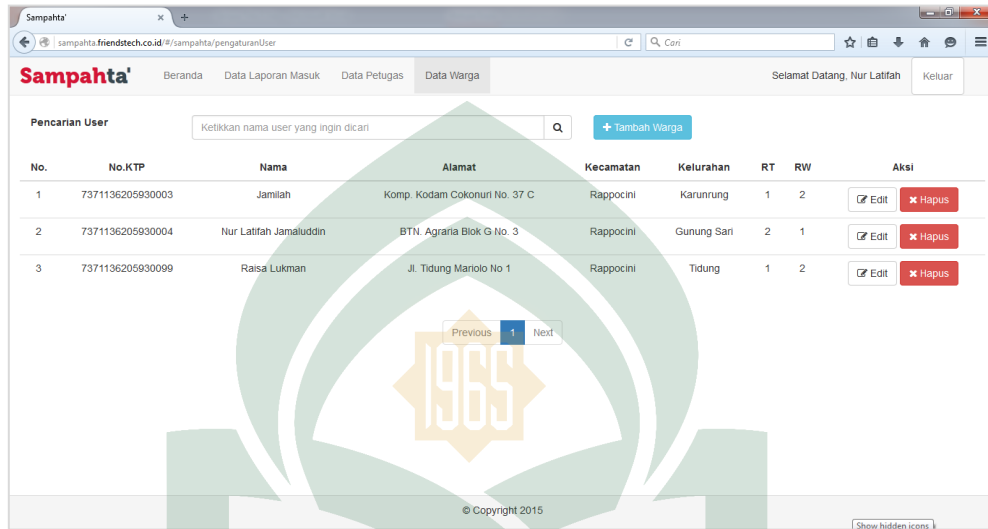 Sampahta'
sampahta.friendstech.co.id/#/sampahta/pengaturanUser
Cari
Sampahta' Beranda Data Laporan Masuk Data Petugas Data Warga Selamat Datang, Nur Latifah Keluar
Pencarian User Ketikkan nama user yang ingin dicari + Tambah Warga
No. No.KTP Nama Alamat Kecamatan Kelurahan RT RW Aksi
1 7371136205930003 Jamilah Komp. Kodam Cokonuri No. 37 C Rappocini Karunrung 1 2 Edit Hapus
2 7371136205930004 Nur Latifah Jamaluddin BTN. Agraria Blok G No. 3 Rappocini Gunung Sari 2 1 Edit Hapus
3 7371136205930099 Raisa Lukman Jl. Tidung Mariolo No 1 Rappocini Tidung 1 2 Edit Hapus
Previous 1 Next
1965
© Copyright 2015
Show hidden icons